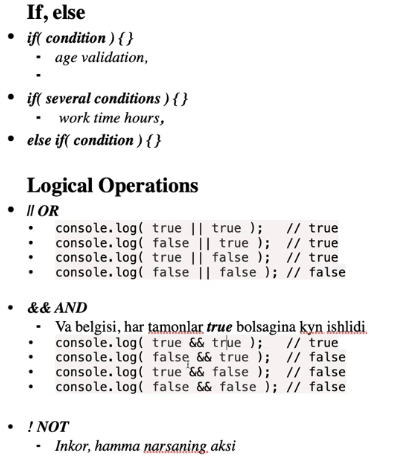 If, else
• if( condition ) { }
- age validation,
-
• if( several conditions ) { }
- work time hours,
• else if( condition ) { }
Logical Operations
• || OR
• console.log( true || true );   // true
• console.log( false || true );  // true
• console.log( true || false );  // true
• console.log( false || false ); // false
• && AND
- Va belgisi, har tamonlar true bolsagina kyn ishlidi
• console.log( true && true );   // true
• console.log( false && true );  // false
• console.log( true && false );  // false
• console.log( false && false ); // false
• ! NOT
- Inkor, hamma narsaning aksi